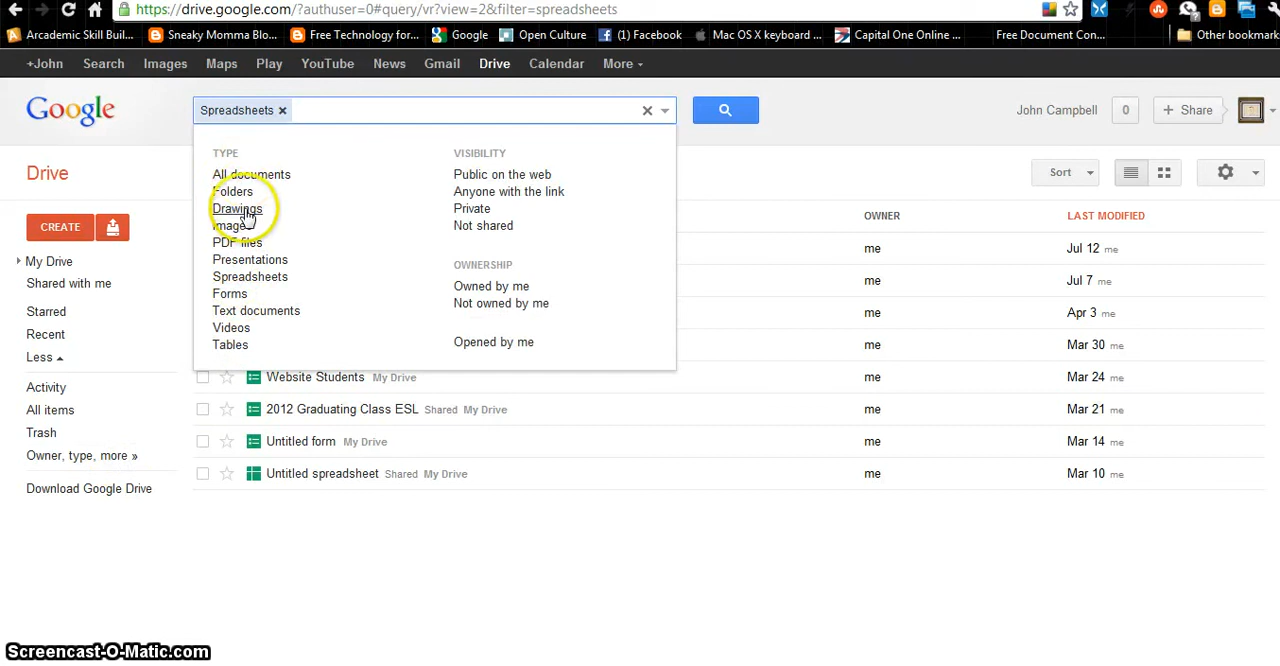 https://drive.google.com/?authuser=0#query/vr?view=2&filter=spreadsheets
Arcademic Skill Buil... Sneaky Momma Blo... Free Technology for... Google Open Culture (1) Facebook Mac OS X keyboard ... Capital One Online ... Free Document Con... Other bookmark
+John Search Images Maps Play YouTube News Gmail Drive Calendar More
Google Spreadsheets John Campbell 0 + Share
TYPE VISIBILITY
All documents Public on the web
Folders Anyone with the link
Drawings Private
Images Not shared
PDF files
Presentations OWNERSHIP
Spreadsheets Owned by me
Forms Not owned by me
Text documents
Videos Opened by me
Tables
Drive Sort
CREATE
My Drive
Shared with me
Starred
Recent
Less
Activity
All items
Trash
Owner, type, more »
Download Google Drive
OWNER LAST MODIFIED
me Jul 12 me
me Jul 7 me
me Apr 3 me
me Mar 30 me
Website Students My Drive me Mar 24 me
2012 Graduating Class ESL Shared My Drive me Mar 21 me
Untitled form My Drive me Mar 14 me
Untitled spreadsheet Shared My Drive me Mar 10 me
Screencast-O-Matic.com